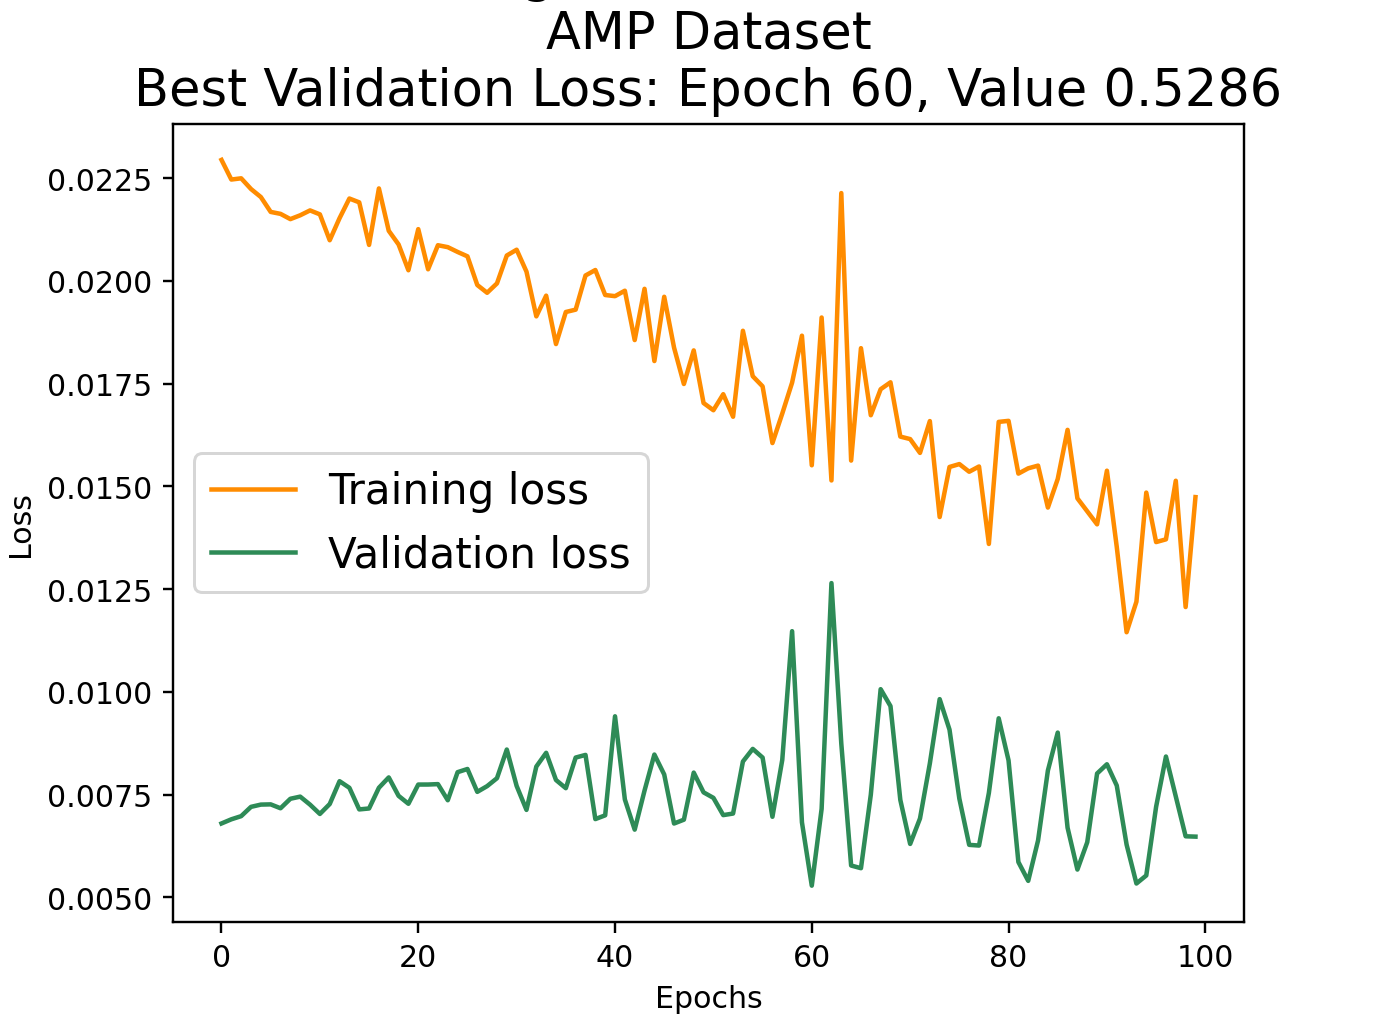 AMP Dataset
Best Validation Loss: Epoch 60, Value 0.5286
0.0225
0.0200
0.0175
0.0150
0.0125
0.0100
0.0075
0.0050
Loss
Training loss
Validation loss
0 20 40 60 80 100
Epochs